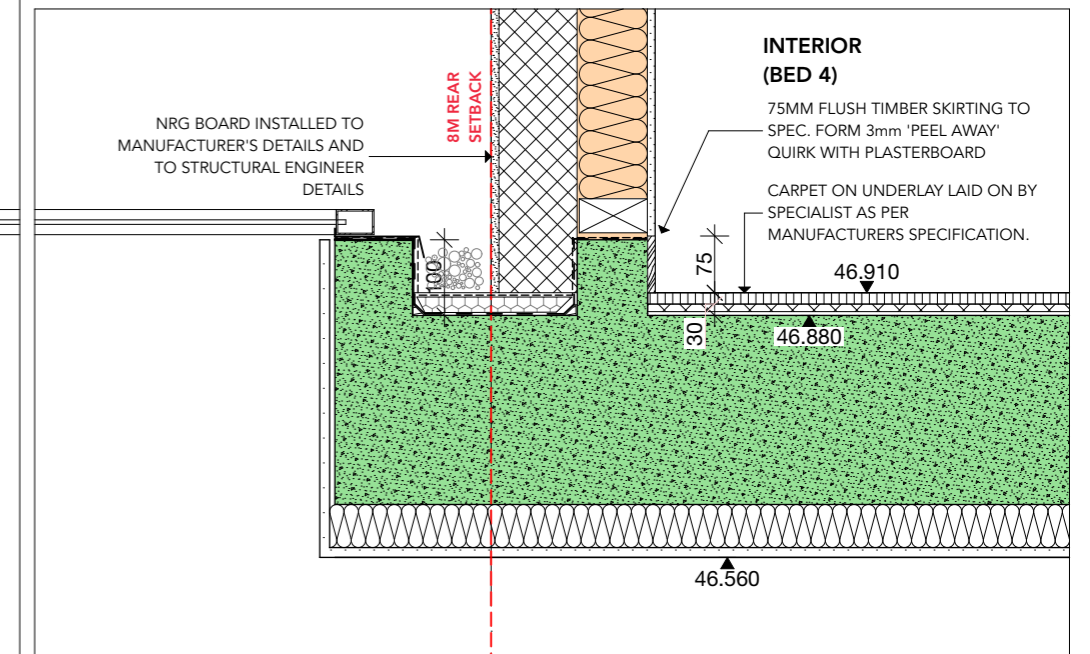 INTERIOR
(BED 4)
8M REAR
SETBACK
NRG BOARD INSTALLED TO
MANUFACTURER'S DETAILS AND
TO STRUCTURAL ENGINEER
DETAILS
75MM FLUSH TIMBER SKIRTING TO
SPEC. FORM 3mm 'PEEL AWAY'
QUIRK WITH PLASTERBOARD
CARPET ON UNDERLAY LAID ON BY
SPECIALIST AS PER
MANUFACTURERS SPECIFICATION.
100
75
46.910
30
46.880
46.560